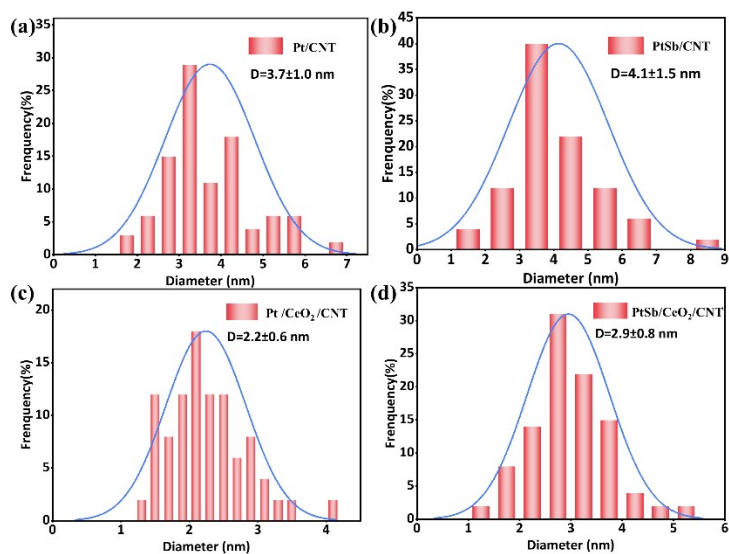 (a)
Pt/CNT
D=3.7±1.0 nm
Frenquency(%)
35
30
25
20
15
10
5
0
0 1 2 3 4 5 6 7
Diameter (nm)
(b)
PtSb/CNT
D=4.1±1.5 nm
Frenquency(%)
45
40
35
30
25
20
15
10
5
0
0 1 2 3 4 5 6 7 8 9
Diameter (nm)
(c)
Pt /CeO₂/CNT
D=2.2±0.6 nm
Frenquency(%)
20
15
10
5
0
0 1 2 3 4
Diameter (nm)
(d)
PtSb/CeO₂/CNT
D=2.9±0.8 nm
Frenquency(%)
35
30
25
20
15
10
5
0
0 1 2 3 4 5 6
Diameter (nm)